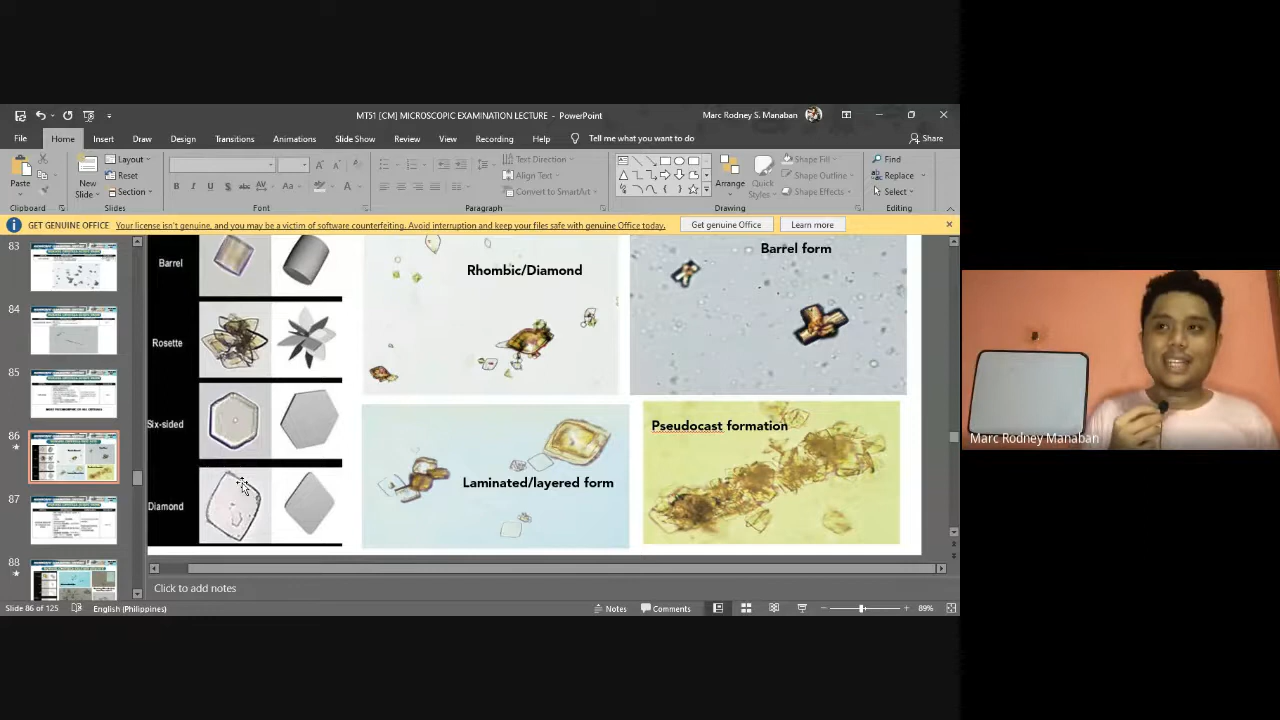 MT51 [CM] MICROSCOPIC EXAMINATION LECTURE - PowerPoint
Marc Rodney S. Manaban
File Home Insert Draw Design Transitions Animations Slide Show Review View Recording Help Tell me what you want to do Share
Paste
Clipboard
New
Slide
Layout
Reset
Section
Slides
B I U S abc AV Aa A
Font
Text Direction
Align Text
Convert to SmartArt
Paragraph
Arrange
Quick
Styles
Shape Fill
Shape Outline
Shape Effects
Drawing
Find
Replace
Select
Editing
GET GENUINE OFFICE Your license isn't genuine, and you may be a victim of software counterfeiting. Avoid interruption and keep your files safe with genuine Office today. Get genuine Office Learn more
83
84
85
86
87
88
Barrel
Rosette
Six-sided
Diamond
Rhombic/Diamond
Barrel form
Laminated/layered form
Pseudocast formation
Marc Rodney Manaban
Click to add notes
Slide 86 of 125 English (Philippines) Notes Comments 89%